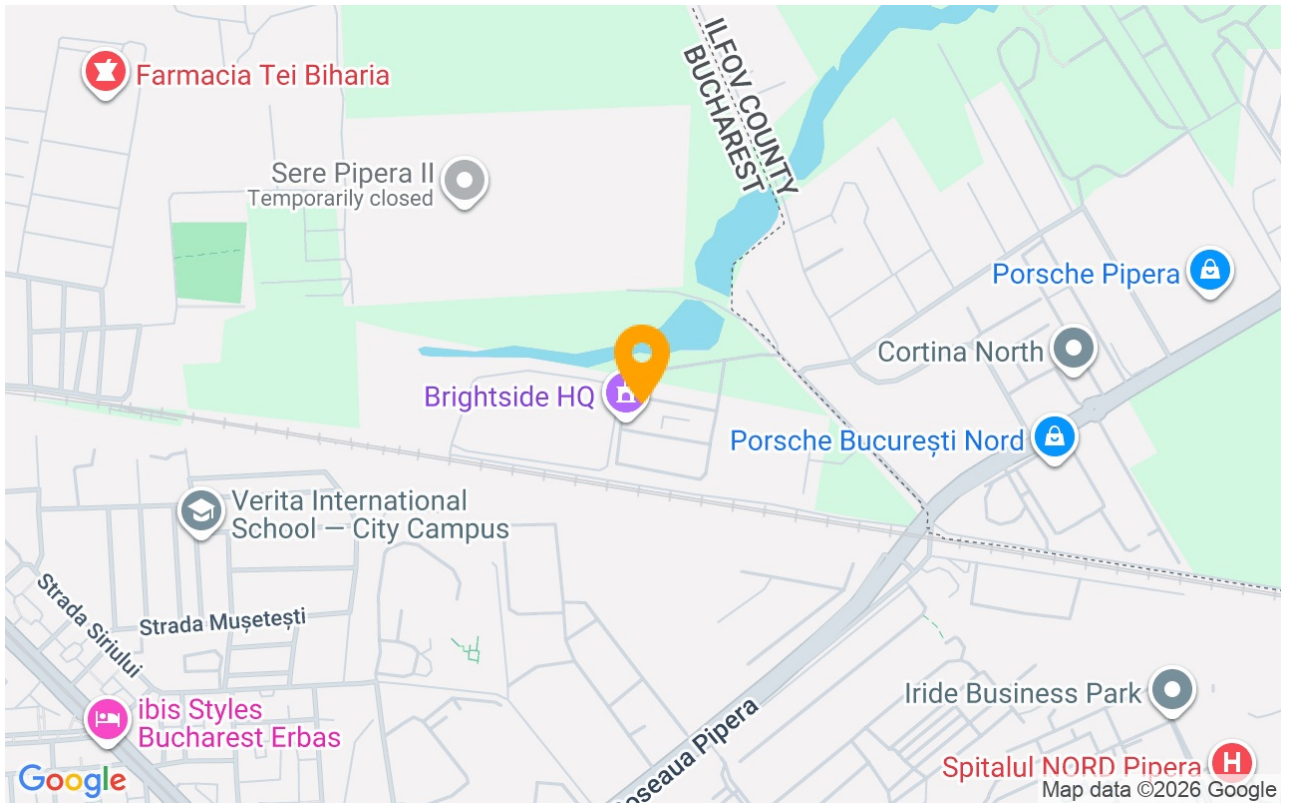 ILFOV COUNTY
BUCHAREST
Farmacia Tei Biharia
Sere Pipera II
Temporarily closed
Porsche Pipera
Cortina North
Brightside HQ
Porsche București Nord
Verita International
School — City Campus
Strada Siriului
Strada Mușetești
Iride Business Park
ibis Styles
Bucharest Erbas
oseaua Pipera
Spitalul NORD Pipera
H
Google
Map data ©2026 Google